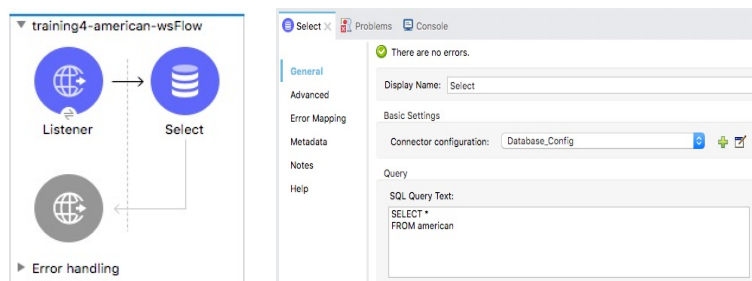 training4-american-wsFlow
Listener
Select
Error handling
Select
Problems
Console
There are no errors.
General
Advanced
Error Mapping
Metadata
Notes
Help
Display Name: Select
Basic Settings
Connector configuration: Database_Config
Query
SQL Query Text:
SELECT *
FROM american